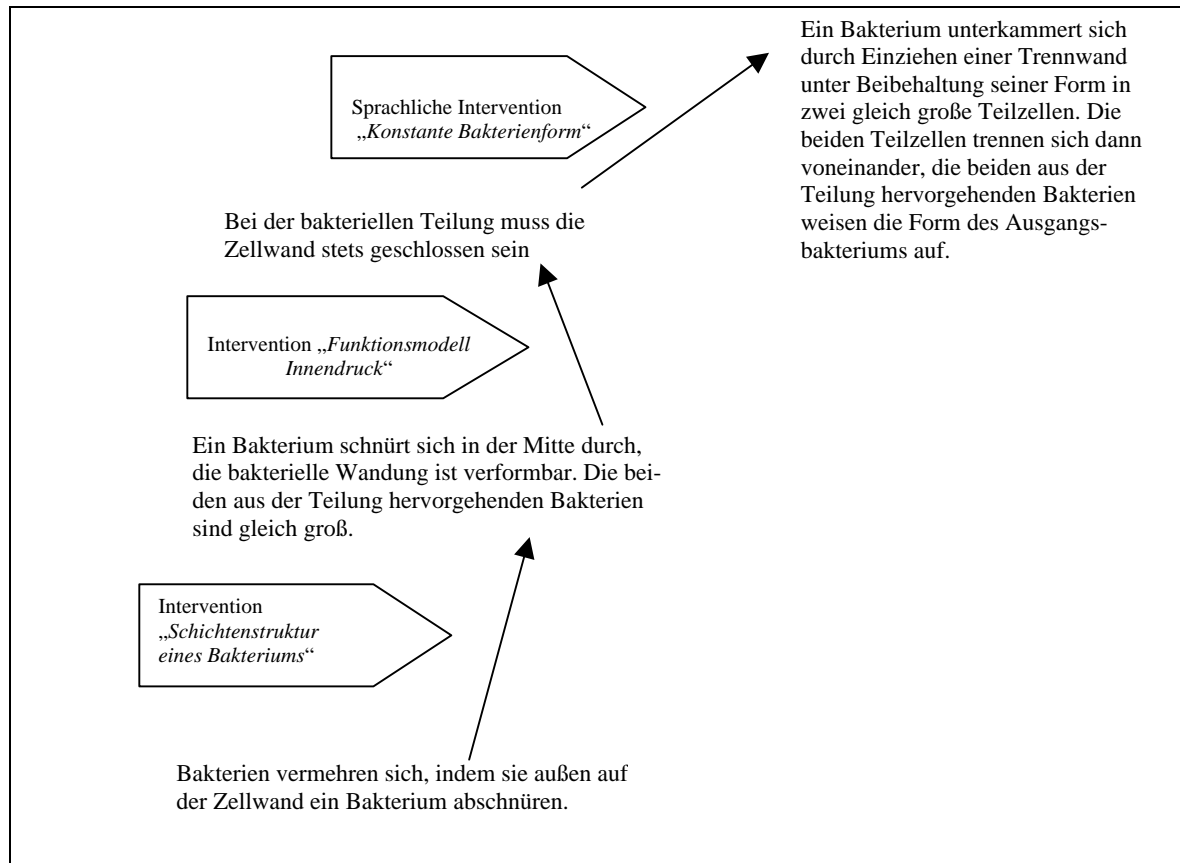 Ein Bakterium unterkammert sich
durch Einziehen einer Trennwand
unter Beibehaltung seiner Form in
zwei gleich große Teilzellen. Die
beiden Teilzellen trennen sich dann
voneinander, die beiden aus der
Teilung hervorgehenden Bakterien
weisen die Form des Ausgangs-
bakteriums auf.
Sprachliche Intervention
„Konstante Bakterienform“
Bei der bakteriellen Teilung muss die
Zellwand stets geschlossen sein
Intervention „Funktionsmodell
Innendruck“
Ein Bakterium schnürt sich in der Mitte durch,
die bakterielle Wandung ist verformbar. Die bei-
den aus der Teilung hervorgehenden Bakterien
sind gleich groß.
Intervention
„Schichtenstruktur
eines Bakteriums“
Bakterien vermehren sich, indem sie außen auf
der Zellwand ein Bakterium abschnüren.